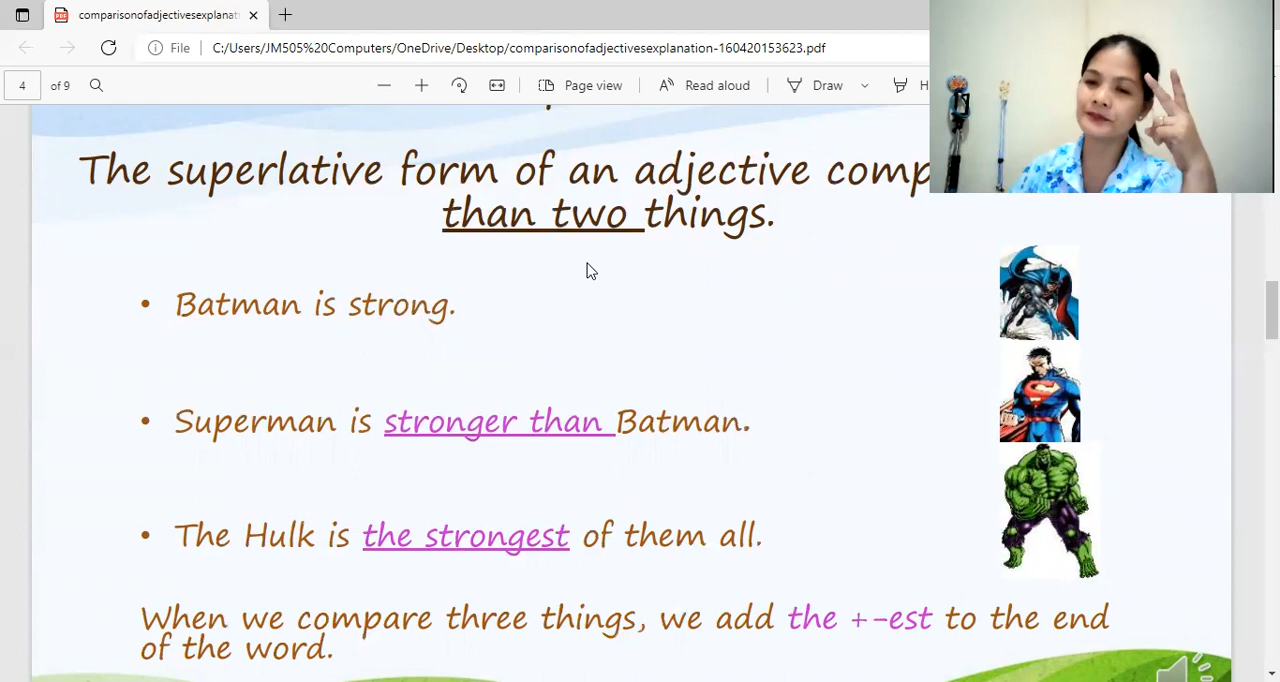 comparisonofadjectivesexplanat
File C:/Users/JM505%20Computers/OneDrive/Desktop/comparisonofadjectivesexplanation-160420153623.pdf
4 of 9 Page view Read aloud Draw H
The superlative form of an adjective comp
than two things.
• Batman is strong.
• Superman is stronger than Batman.
• The Hulk is the strongest of them all.
When we compare three things, we add the +-est to the end
of the word.